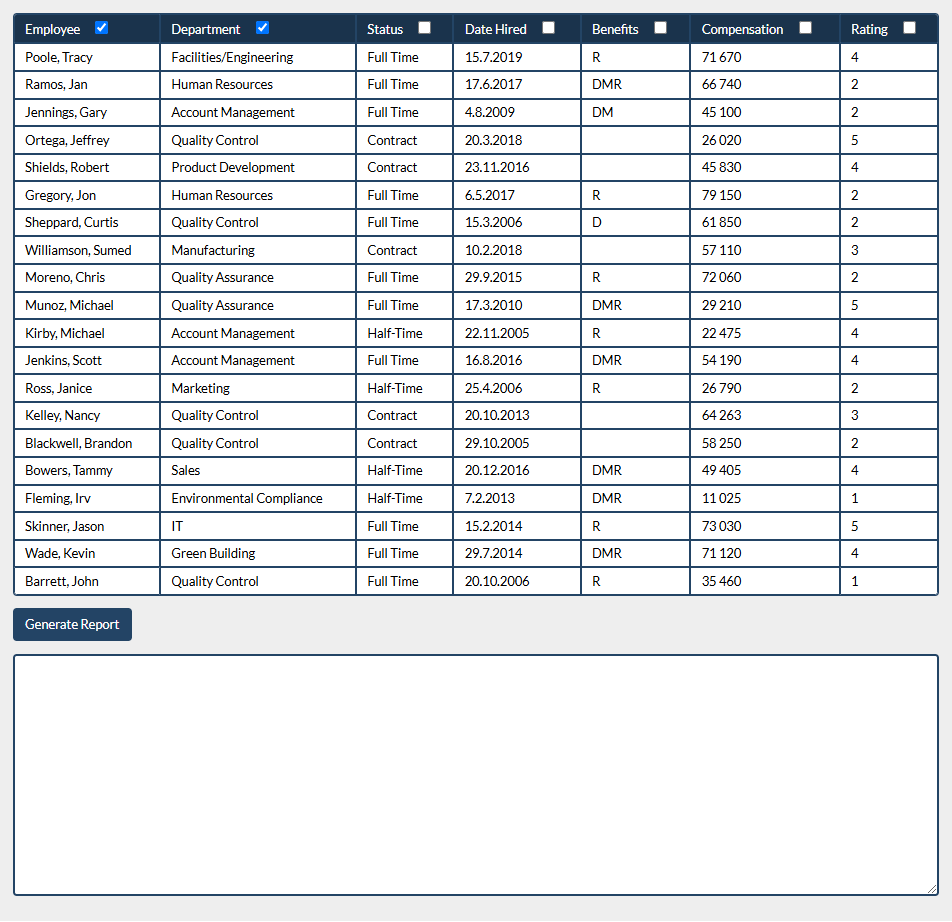 Employee Department Status Date Hired Benefits Compensation Rating
Poole, Tracy Facilities/Engineering Full Time 15.7.2019 R 71 670 4
Ramos, Jan Human Resources Full Time 17.6.2017 DMR 66 740 2
Jennings, Gary Account Management Full Time 4.8.2009 DM 45 100 2
Ortega, Jeffrey Quality Control Contract 20.3.2018 26 020 5
Shields, Robert Product Development Contract 23.11.2016 45 830 4
Gregory, Jon Human Resources Full Time 6.5.2017 R 79 150 2
Sheppard, Curtis Quality Control Full Time 15.3.2006 D 61 850 2
Williamson, Sumed Manufacturing Contract 10.2.2018 57 110 3
Moreno, Chris Quality Assurance Full Time 29.9.2015 R 72 060 2
Munoz, Michael Quality Assurance Full Time 17.3.2010 DMR 29 210 5
Kirby, Michael Account Management Half-Time 22.11.2005 R 22 475 4
Jenkins, Scott Account Management Full Time 16.8.2016 DMR 54 190 4
Ross, Janice Marketing Half-Time 25.4.2006 R 26 790 2
Kelley, Nancy Quality Control Contract 20.10.2013 64 263 3
Blackwell, Brandon Quality Control Contract 29.10.2005 58 250 2
Bowers, Tammy Sales Half-Time 20.12.2016 DMR 49 405 4
Fleming, Irv Environmental Compliance Half-Time 7.2.2013 DMR 11 025 1
Skinner, Jason IT Full Time 15.2.2014 R 73 030 5
Wade, Kevin Green Building Full Time 29.7.2014 DMR 71 120 4
Barrett, John Quality Control Full Time 20.10.2006 R 35 460 1
Generate Report